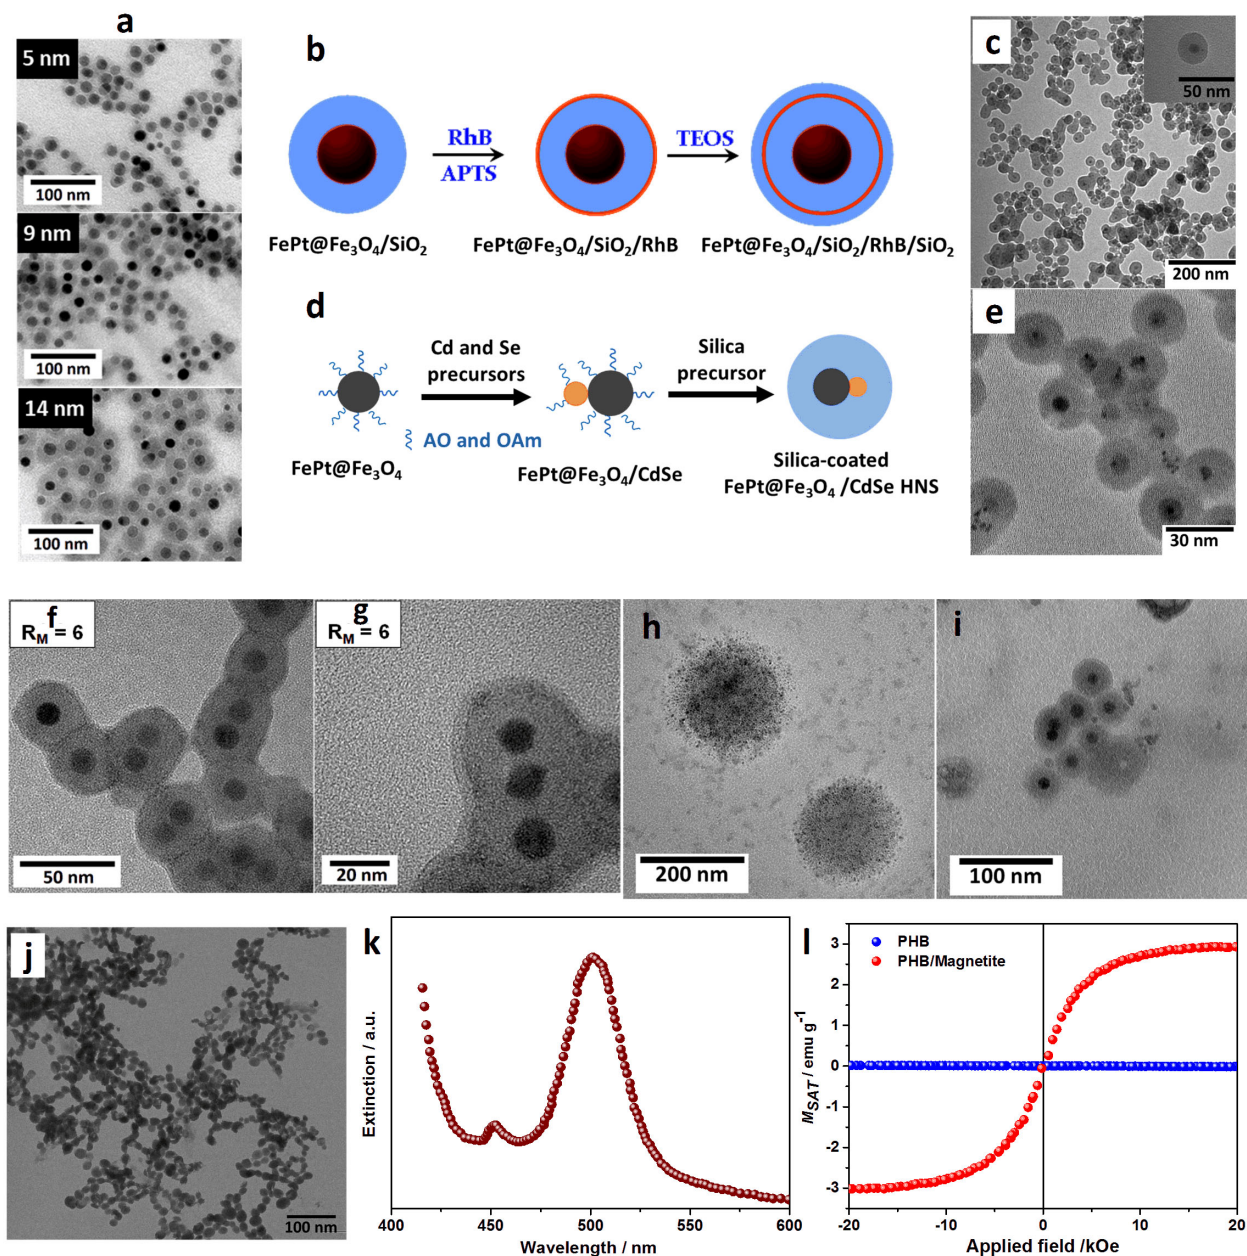 a
5 nm
100 nm
9 nm
100 nm
14 nm
100 nm
b
RhB
APTS
TEOS
FePt@Fe₃O₄/SiO₂
FePt@Fe₃O₄/SiO₂/RhB
FePt@Fe₃O₄/SiO₂/RhB/SiO₂
c
50 nm
200 nm
d
Cd and Se
precursors
Silica
precursor
AO and OAm
FePt@Fe₃O₄
FePt@Fe₃O₄/CdSe
Silica-coated
FePt@Fe₃O₄ /CdSe HNS
e
30 nm
f
R_M = 6
50 nm
g
R_M = 6
20 nm
h
200 nm
i
100 nm
j
100 nm
k
Extinction / a.u.
400 450 500 550 600
Wavelength / nm
l
PHB
PHB/Magnetite
M_SAT / emu g⁻¹
3
2
1
0
-1
-2
-3
-20 -10 0 10 20
Applied field /kOe